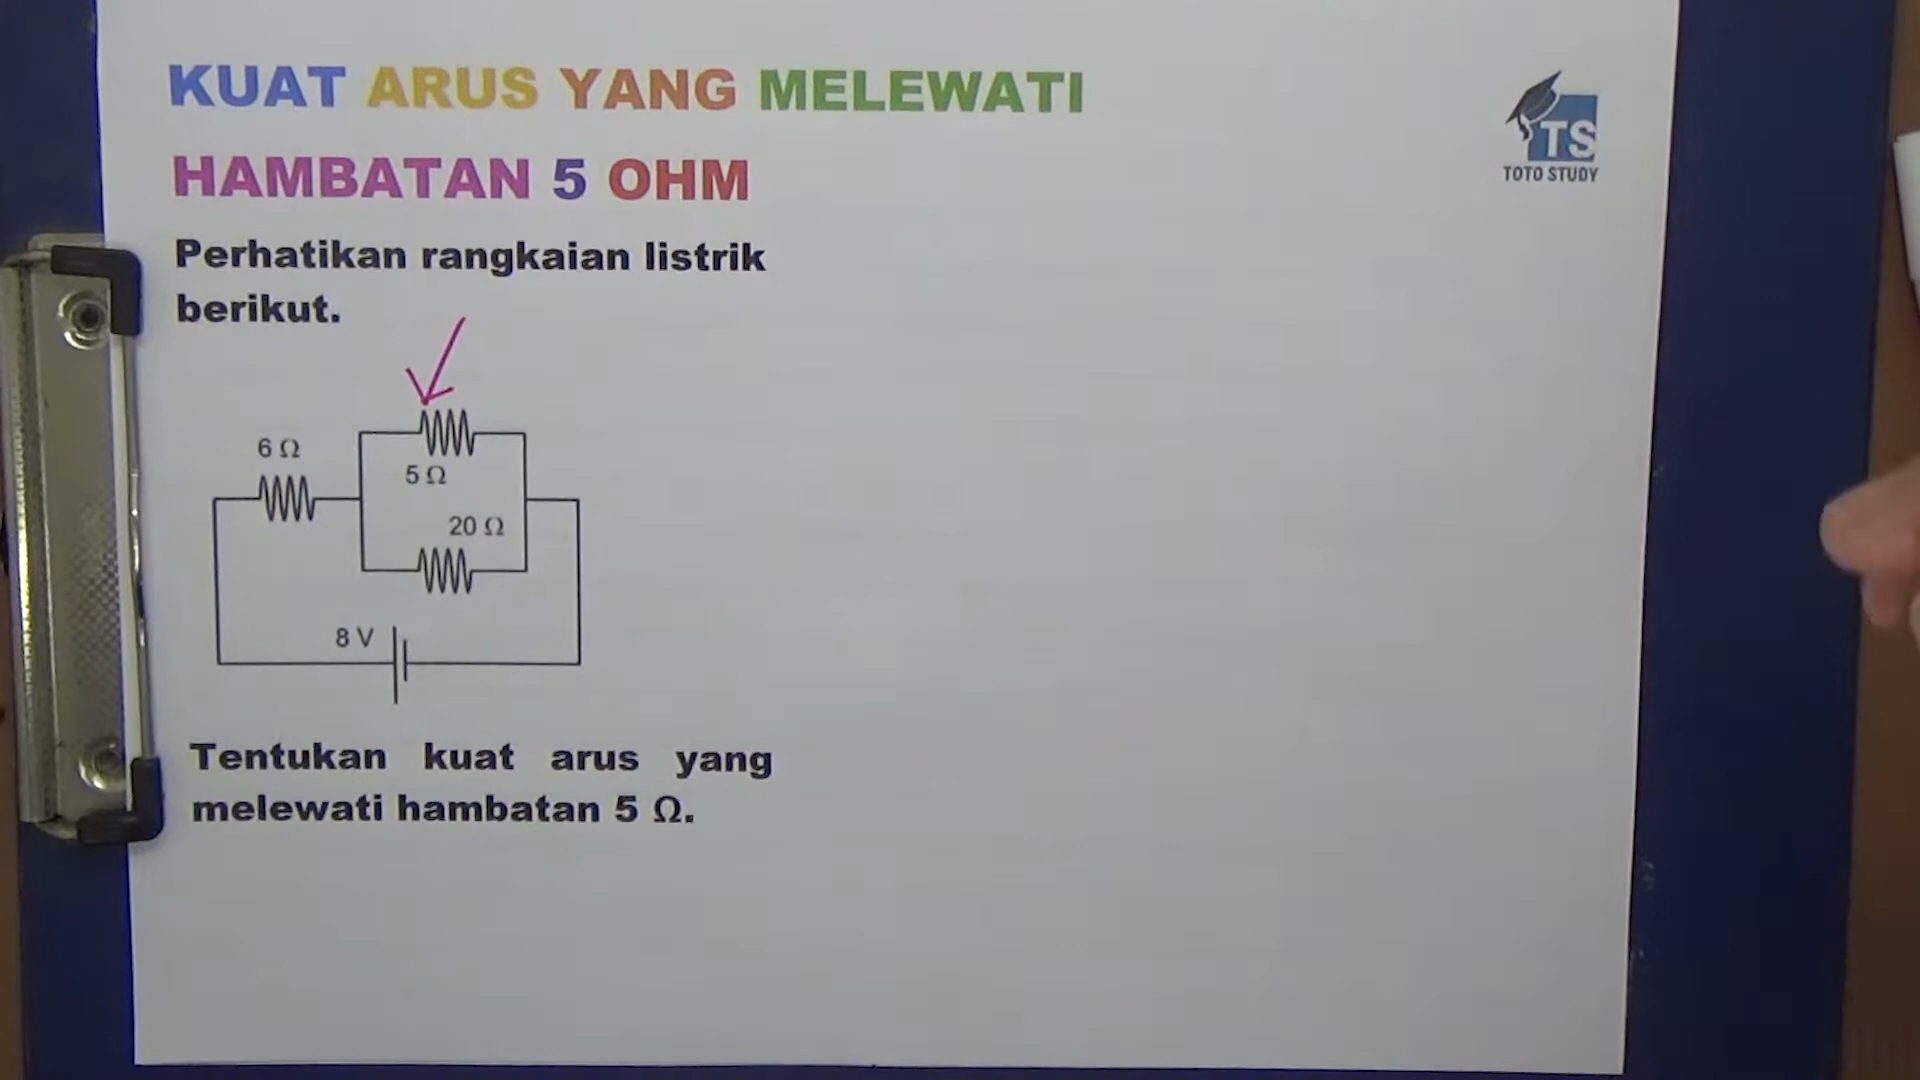 KUAT ARUS YANG MELEWATI
HAMBATAN 5 OHM
TS
TOTO STUDY
Perhatikan rangkaian listrik
berikut.
6 Ω
5 Ω
20 Ω
8 V
Tentukan kuat arus yang
melewati hambatan 5 Ω.